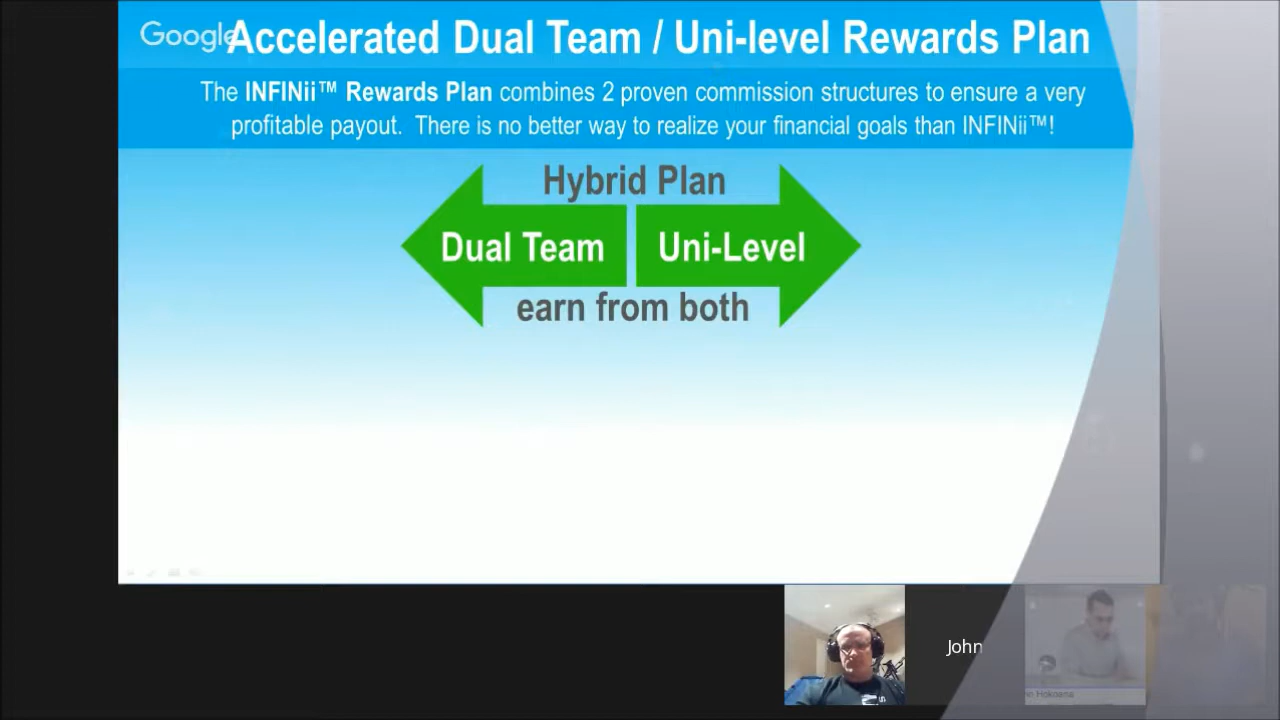 Google
Accelerated Dual Team / Uni-level Rewards Plan
The INFINii™ Rewards Plan combines 2 proven commission structures to ensure a very
profitable payout. There is no better way to realize your financial goals than INFINii™!
Hybrid Plan
Dual Team
Uni-Level
earn from both
John
Hokoana